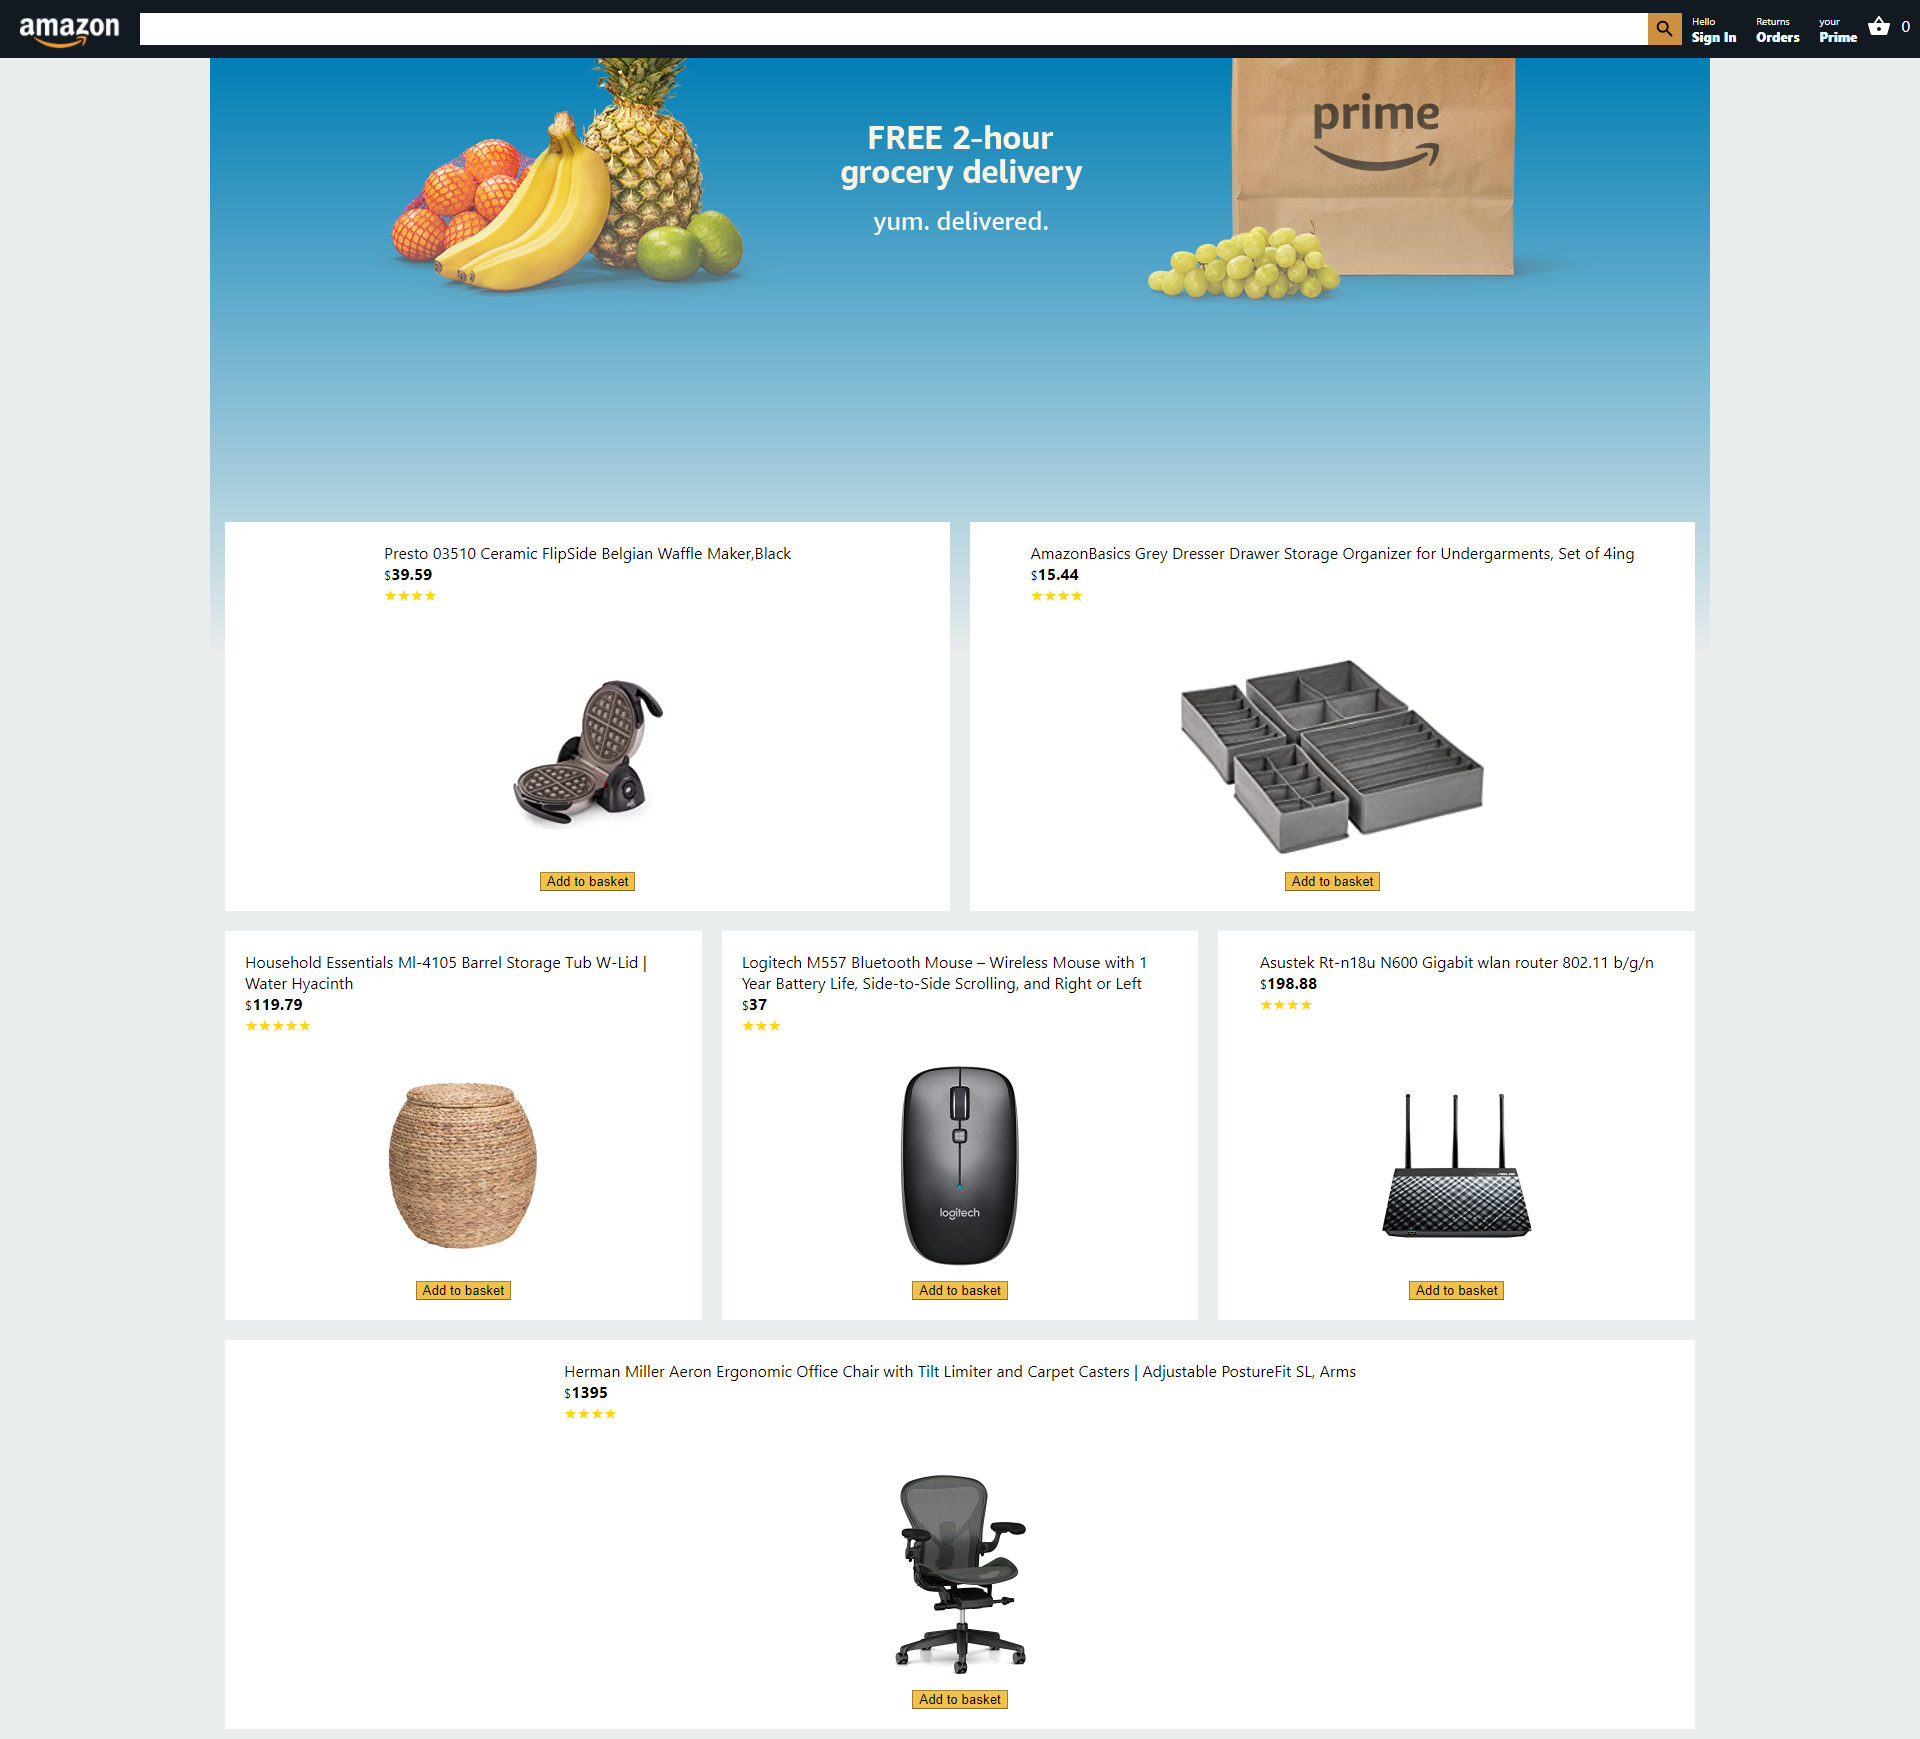 amazon
Hello
Sign In
Returns
Orders
your
Prime
0
FREE 2-hour
grocery delivery
yum. delivered.
prime
Presto 03510 Ceramic FlipSide Belgian Waffle Maker,Black
$39.59
★★★★
Add to basket
AmazonBasics Grey Dresser Drawer Storage Organizer for Undergarments, Set of 4ing
$15.44
★★★★
Add to basket
Household Essentials Ml-4105 Barrel Storage Tub W-Lid |
Water Hyacinth
$119.79
★★★★★
Add to basket
Logitech M557 Bluetooth Mouse – Wireless Mouse with 1
Year Battery Life, Side-to-Side Scrolling, and Right or Left
$37
★★★
logitech
Add to basket
Asustek Rt-n18u N600 Gigabit wlan router 802.11 b/g/n
$198.88
★★★★
Add to basket
Herman Miller Aeron Ergonomic Office Chair with Tilt Limiter and Carpet Casters | Adjustable PostureFit SL, Arms
$1395
★★★★
Add to basket